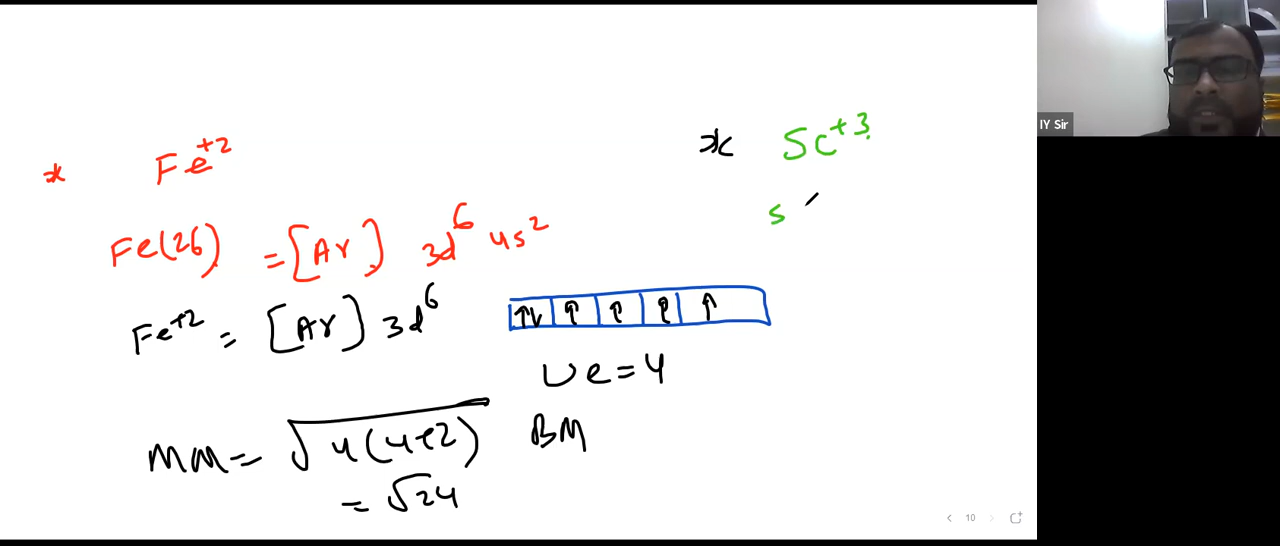 * Fe+2
Fe(26) = [Ar] 3d6 4s2
Fe+2 = [Ar] 3d6
ue = 4
MM = √4(4+2) BM
= √24
* Sc+3
s
IY Sir
10